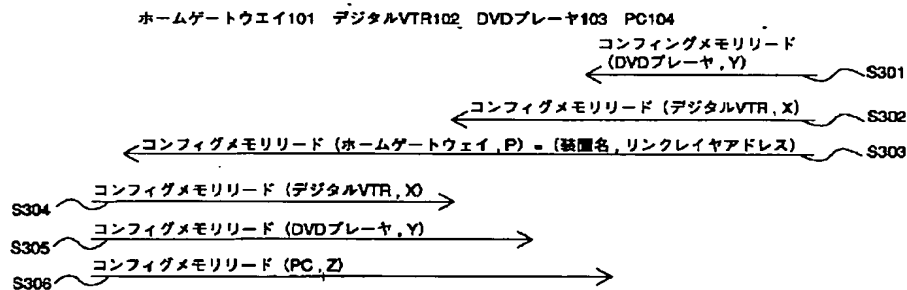 ホームゲートウエイ101 デジタルVTR102 DVDプレーヤ103 PC104
コンフィングメモリリード
(DVDプレーヤ,Y)
S301
コンフィグメモリリード (デジタルVTR,X)
S302
コンフィグメモリリード (ホームゲートウェイ,P) = (装置名,リンクレイヤアドレス)
S303
コンフィグメモリリード (デジタルVTR,X)
S304
コンフィグメモリリード (DVDプレーヤ,Y)
S305
コンフィグメモリリード (PC,Z)
S306